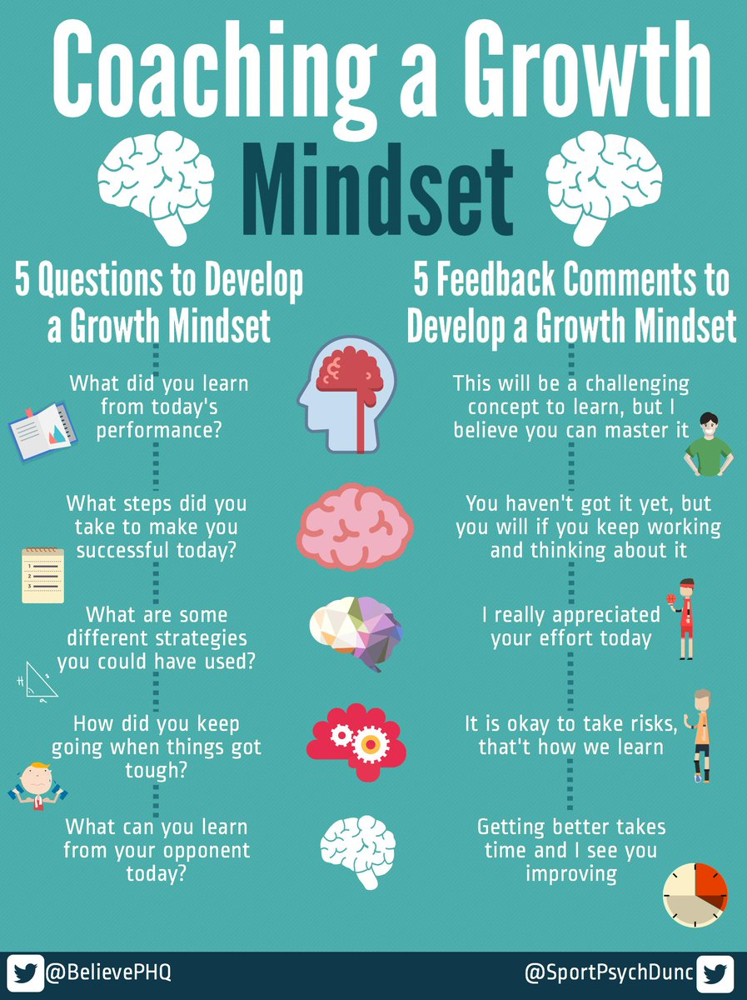 Coaching a Growth
Mindset
5 Questions to Develop
a Growth Mindset
What did you learn
from today's
performance?
What steps did you
take to make you
successful today?
What are some
different strategies
you could have used?
How did you keep
going when things got
tough?
What can you learn
from your opponent
today?
5 Feedback Comments to
Develop a Growth Mindset
This will be a challenging
concept to learn, but I
believe you can master it
You haven't got it yet, but
you will if you keep working
and thinking about it
I really appreciated
your effort today
It is okay to take risks,
that's how we learn
Getting better takes
time and I see you
improving
1
2
3
H
@BelievePHQ
@SportPsychDunc